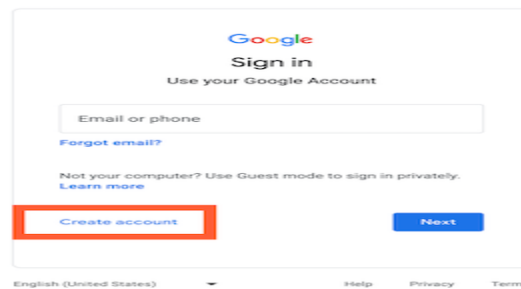 Google
Sign in
Use your Google Account
Email or phone
Forgot email?
Not your computer? Use Guest mode to sign in privately.
Learn more
Create account
Next
English (United States)
Help
Privacy
Term